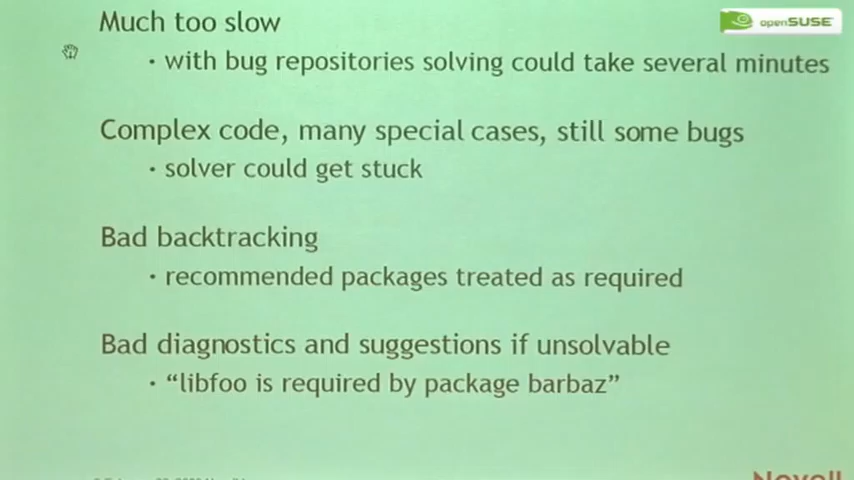 Much too slow
openSUSE
• with bug repositories solving could take several minutes
Complex code, many special cases, still some bugs
• solver could get stuck
Bad backtracking
• recommended packages treated as required
Bad diagnostics and suggestions if unsolvable
• “libfoo is required by package barbaz”
Novell